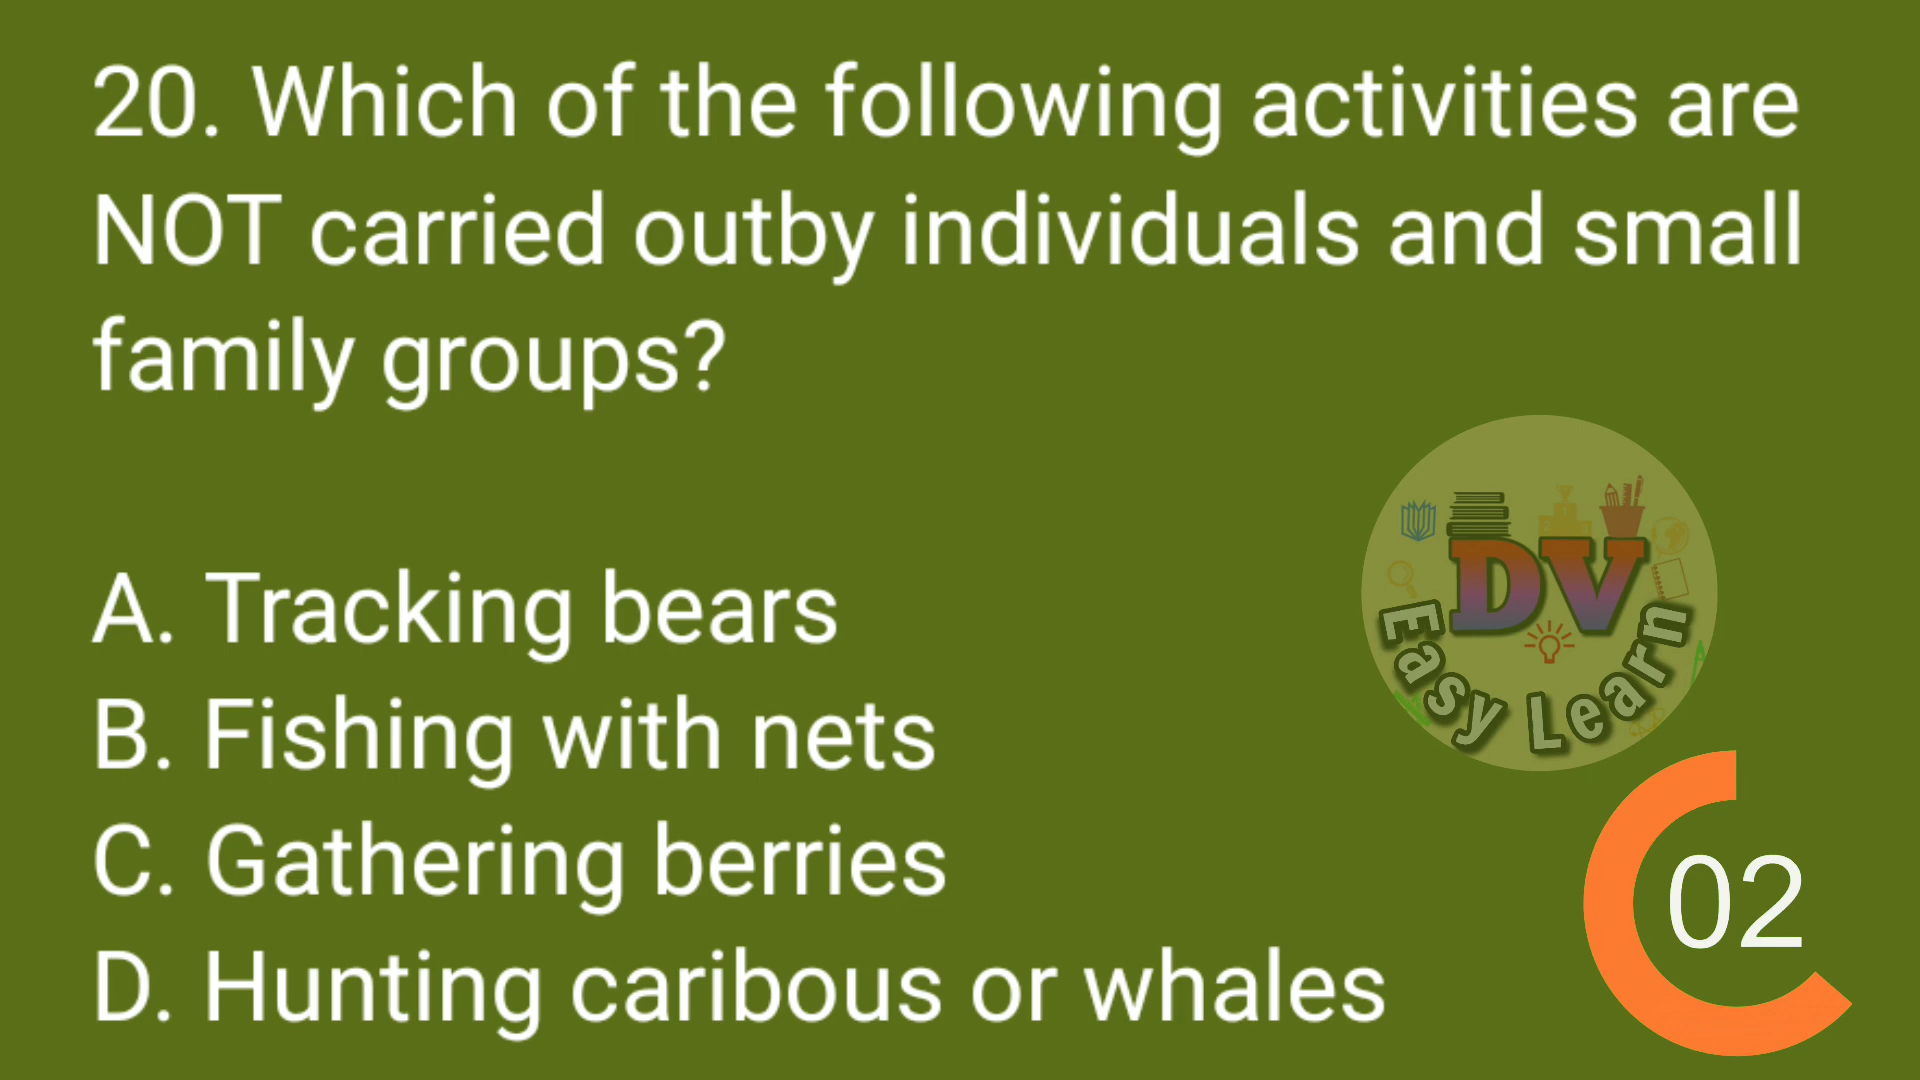 20. Which of the following activities are
NOT carried outby individuals and small
family groups?
A. Tracking bears
B. Fishing with nets
C. Gathering berries
D. Hunting caribous or whales
DV
Easy Learn
02